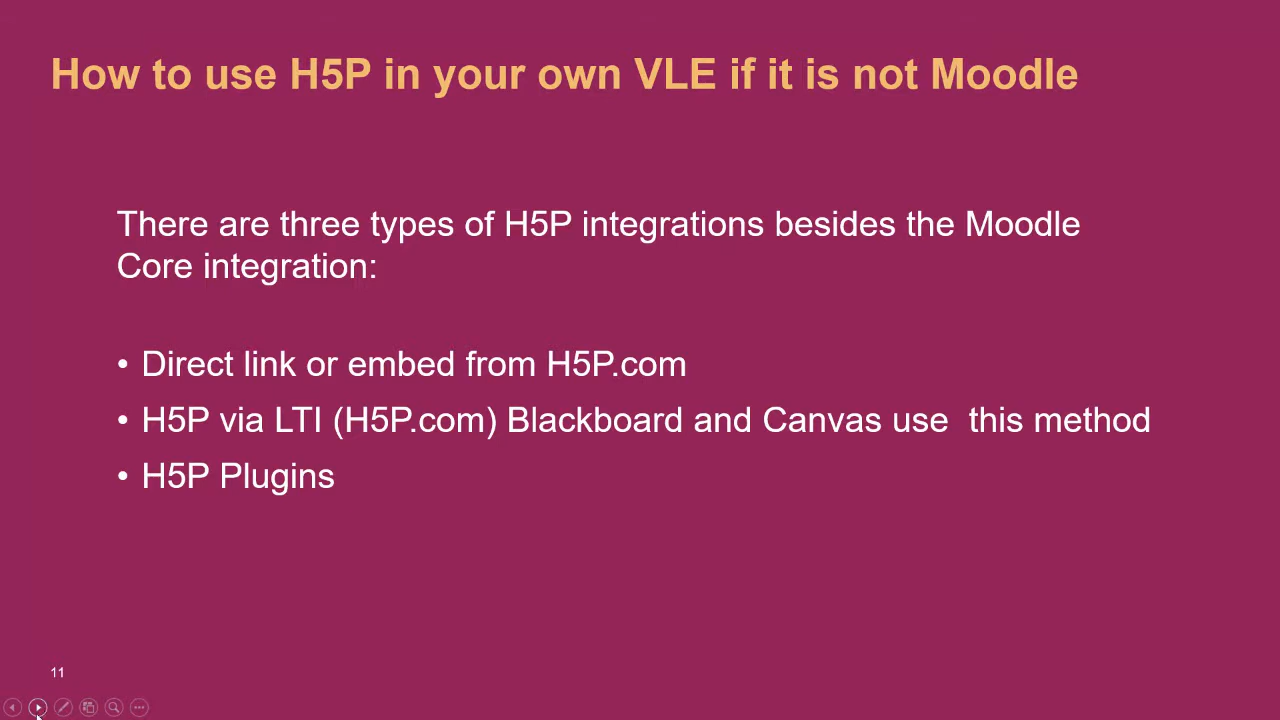 How to use H5P in your own VLE if it is not Moodle
There are three types of H5P integrations besides the Moodle
Core integration:
• Direct link or embed from H5P.com
• H5P via LTI (H5P.com) Blackboard and Canvas use  this method
• H5P Plugins
11